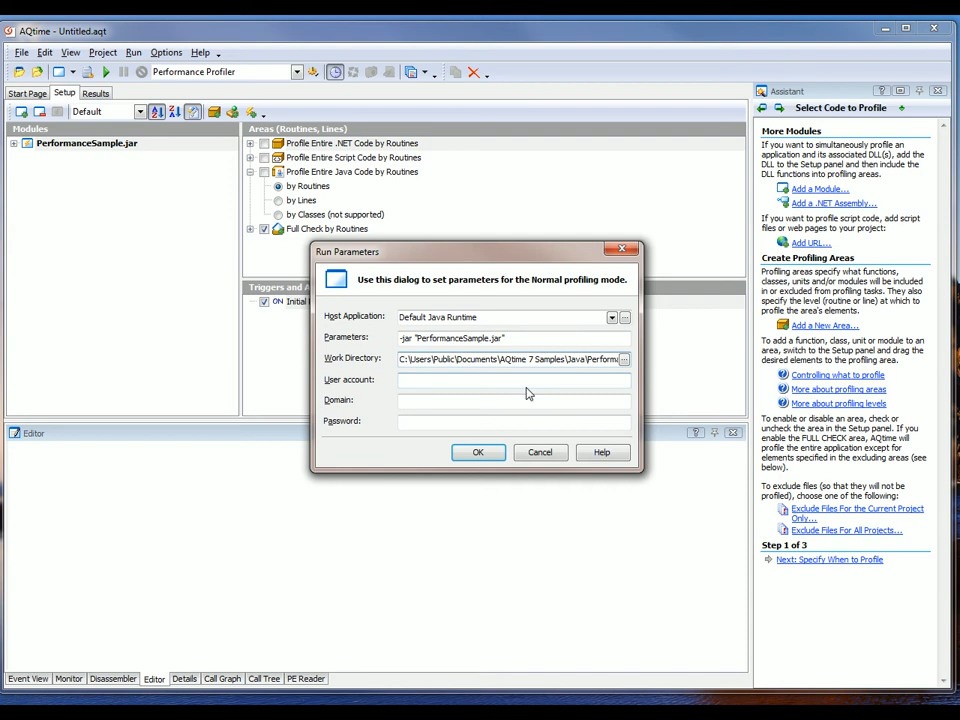 AQtime - Untitled.aqt
File Edit View Project Run Options Help
Performance Profiler
Start Page Setup Results
Default
Modules
PerformanceSample.jar
Areas (Routines, Lines)
Profile Entire .NET Code by Routines
Profile Entire Script Code by Routines
Profile Entire Java Code by Routines
by Routines
by Lines
by Classes (not supported)
Full Check by Routines
Triggers and A
ON Initial
Run Parameters
Use this dialog to set parameters for the Normal profiling mode.
Host Application: Default Java Runtime
Parameters: -jar "PerformanceSample.jar"
Work Directory: C:\Users\Public\Documents\AQtime 7 Samples\Java\Performa
User account:
Domain:
Password:
OK Cancel Help
Editor
Event View Monitor Disassembler Editor Details Call Graph Call Tree PE Reader
Assistant
Select Code to Profile
More Modules
If you want to simultaneously profile an
application and its associated DLL(s), add the
DLL to the Setup panel and then include the
DLL functions into profiling areas.
Add a Module...
Add a .NET Assembly...
If you want to profile script code, add script
files or web pages to your project:
Add URL...
Create Profiling Areas
Profiling areas specify what functions,
classes, units and/or modules will be included
in or excluded from profiling tasks. They also
specify the level (routine or line) at which to
profile the area's elements.
Add a New Area...
To add a function, class, unit or module to an
area, switch to the Setup panel and drag the
desired elements to the profiling area.
Controlling what to profile
More about profiling areas
More about profiling levels
To enable or disable an area, check or
uncheck the area in the Setup panel. If you
enable the FULL CHECK area, AQtime will
profile the entire application except for
elements specified in the excluding areas (see
below).
To exclude files (so that they will not be
profiled), choose one of the following:
Exclude Files For the Current Project
Only...
Exclude Files For All Projects...
Step 1 of 3
Next: Specify When to Profile